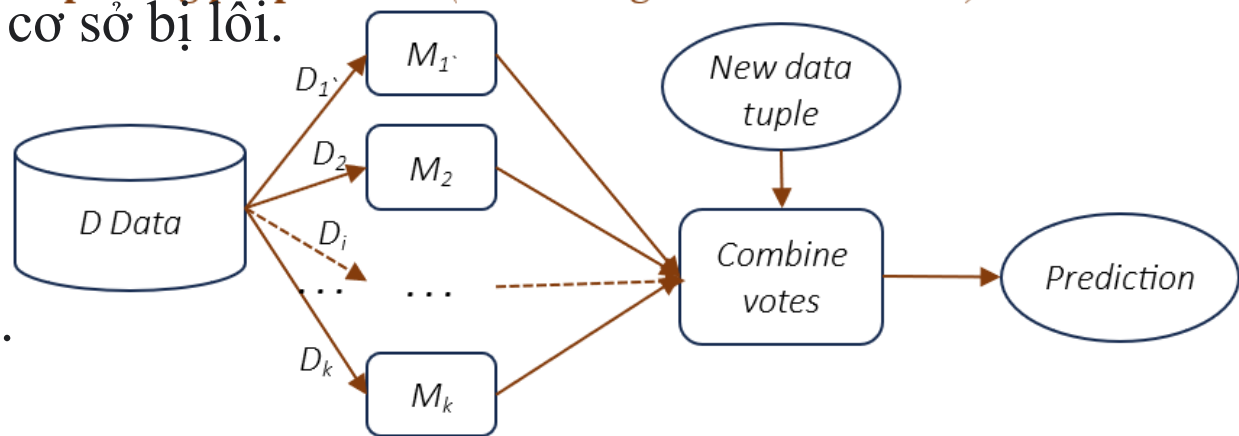 cơ sở bị lỗi.
D1`
M1`
New data
tuple
D2
M2
D Data
Di
... ...
Combine
votes
Prediction
.
Dk
Mk